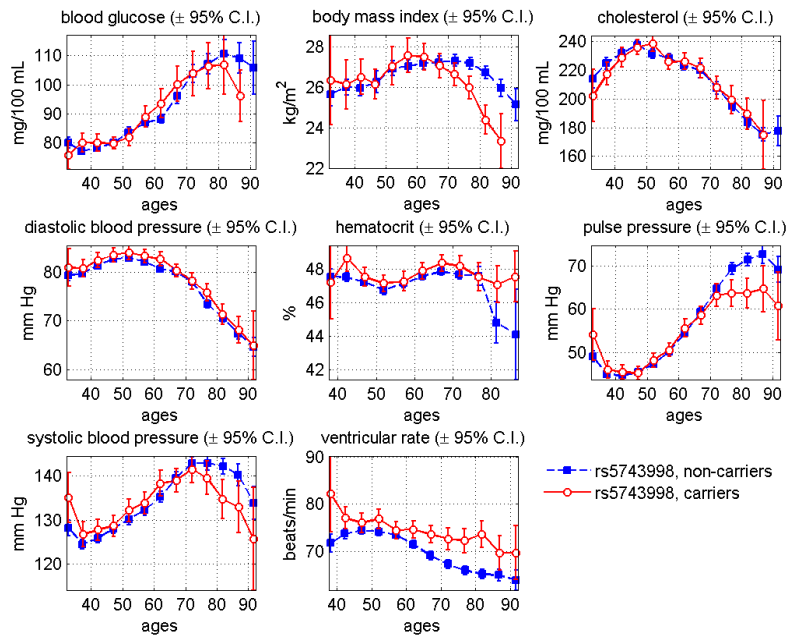 blood glucose (± 95% C.I.)
body mass index (± 95% C.I.)
cholesterol (± 95% C.I.)
mg/100 mL
110
100
90
80
40 50 60 70 80 90
ages
kg/m²
28
26
24
22
40 50 60 70 80 90
ages
mg/100 mL
240
220
200
180
160
40 50 60 70 80 90
ages
diastolic blood pressure (± 95% C.I.)
hematocrit (± 95% C.I.)
pulse pressure (± 95% C.I.)
mm Hg
80
70
60
40 50 60 70 80 90
ages
%
48
46
44
42
40 50 60 70 80 90
ages
mm Hg
70
60
50
40 50 60 70 80 90
ages
systolic blood pressure (± 95% C.I.)
ventricular rate (± 95% C.I.)
mm Hg
140
130
120
40 50 60 70 80 90
ages
beats/min
90
80
70
40 50 60 70 80 90
ages
rs5743998, non-carriers
rs5743998, carriers